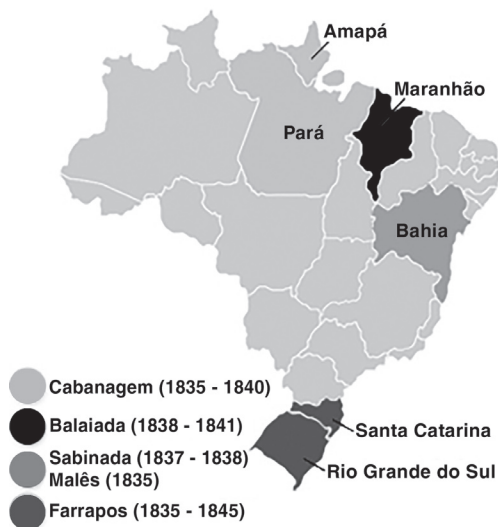 Amapá
Maranhão
Pará
Bahia
Cabanagem (1835 - 1840)
Balaiada (1838 - 1841)
Sabinada (1837 - 1838)
Malês (1835)
Farrapos (1835 - 1845)
Santa Catarina
Rio Grande do Sul